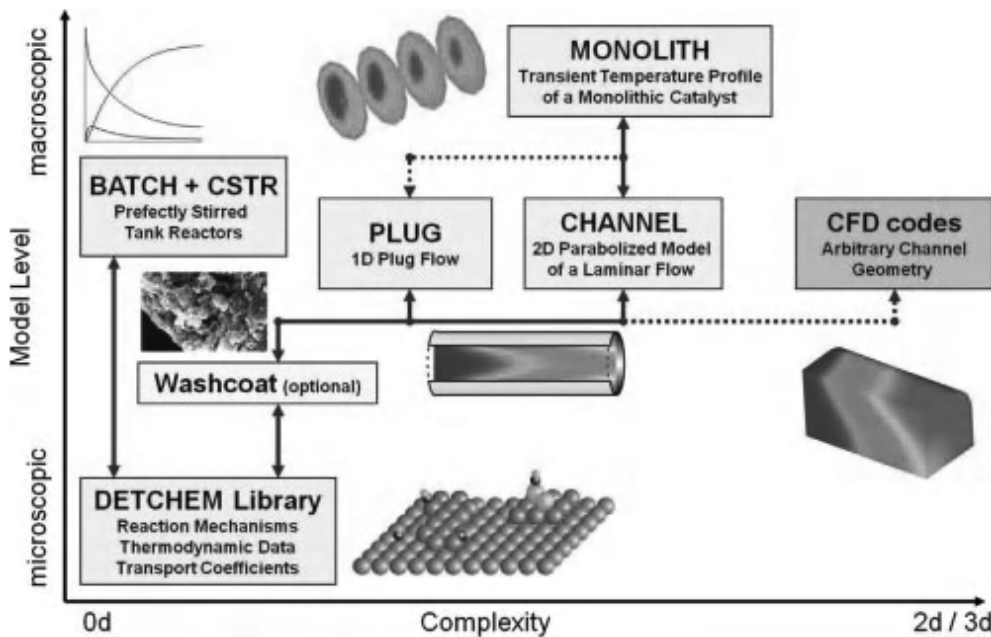 macroscopic
Model Level
microscopic
MONOLITH
Transient Temperature Profile
of a Monolithic Catalyst
BATCH + CSTR
Prefectly Stirred
Tank Reactors
PLUG
1D Plug Flow
CHANNEL
2D Parabolized Model
of a Laminar Flow
CFD codes
Arbitrary Channel
Geometry
Washcoat (optional)
DETCHEM Library
Reaction Mechanisms
Thermodynamic Data
Transport Coefficients
0d
Complexity
2d / 3d